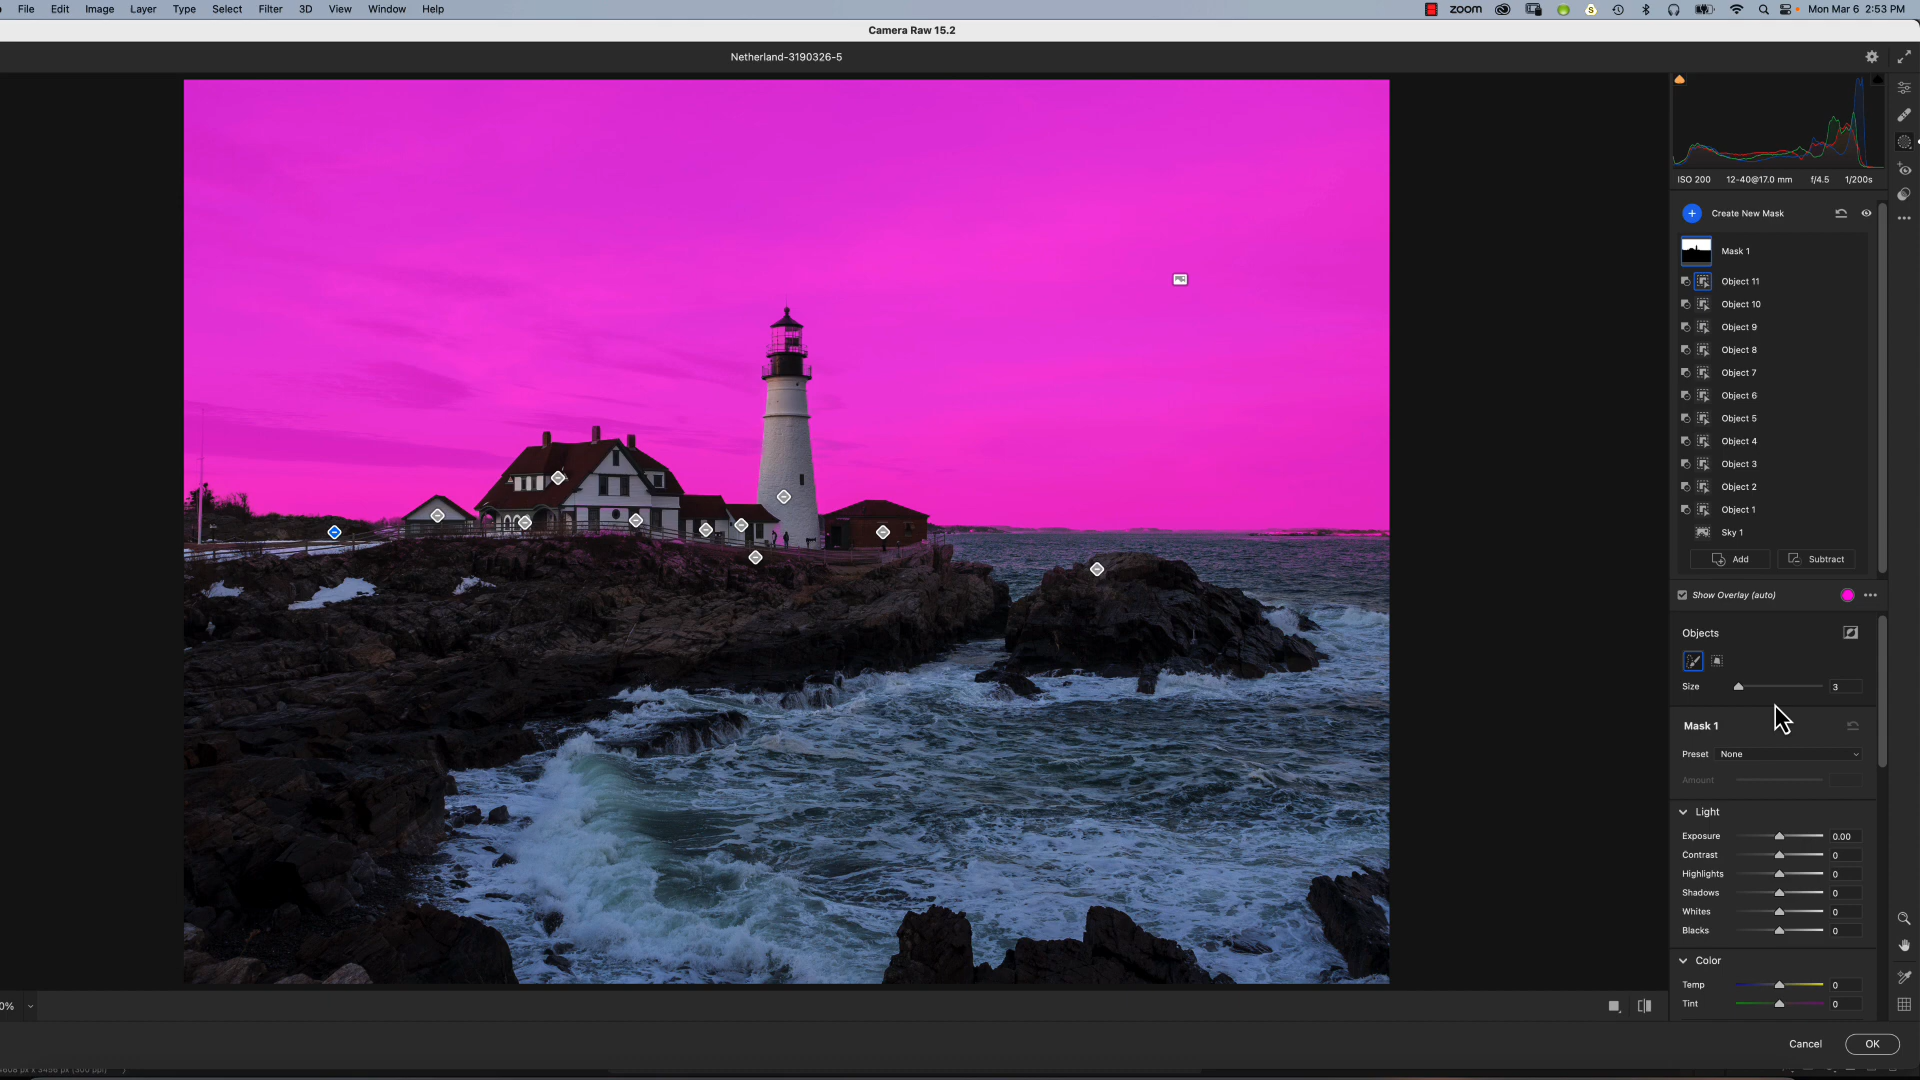 File Edit Image Layer Type Select Filter 3D View Window Help zoom S Mon Mar 6 2:53 PM
Camera Raw 15.2
Netherland-3190326-5
ISO 200 12-40@17.0 mm f/4.5 1/200s
Create New Mask
Mask 1
Object 11
Object 10
Object 9
Object 8
Object 7
Object 6
Object 5
Object 4
Object 3
Object 2
Object 1
Sky 1
Add Subtract
Show Overlay (auto)
Objects
Size 3
Mask 1
Preset None
Amount
Light
Exposure 0.00
Contrast 0
Highlights 0
Shadows 0
Whites 0
Blacks 0
Color
Temp 0
Tint 0
0%
Cancel OK